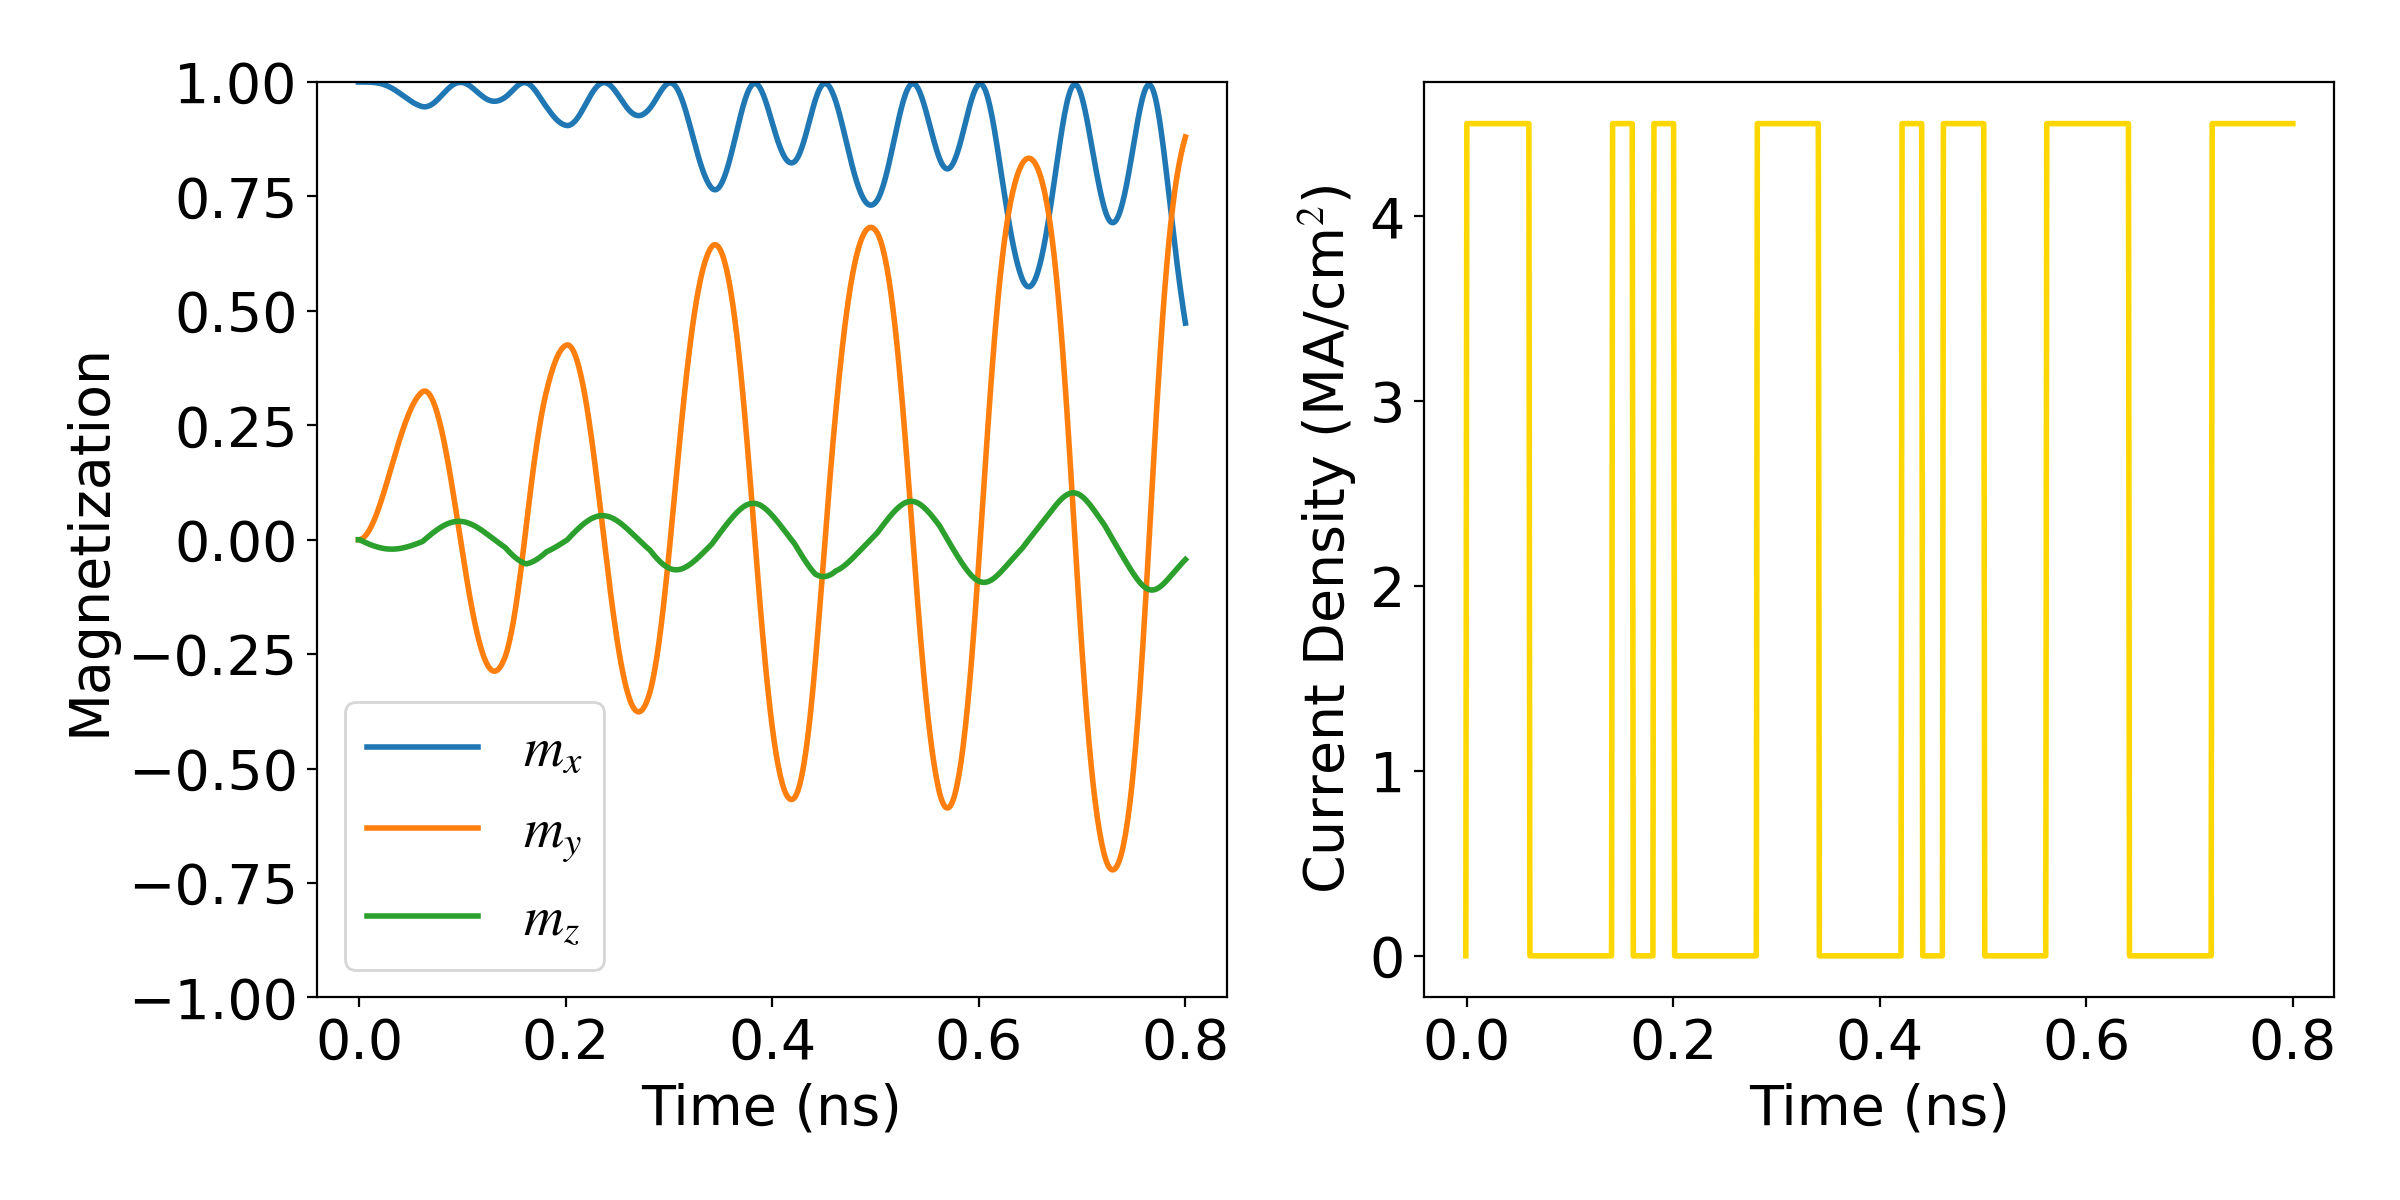 Magnetization
1.00
0.75
0.50
0.25
0.00
−0.25
−0.50
−0.75
−1.00
m_x
m_y
m_z
0.0 0.2 0.4 0.6 0.8
Time (ns)
Current Density (MA/cm²)
4
3
2
1
0
0.0 0.2 0.4 0.6 0.8
Time (ns)